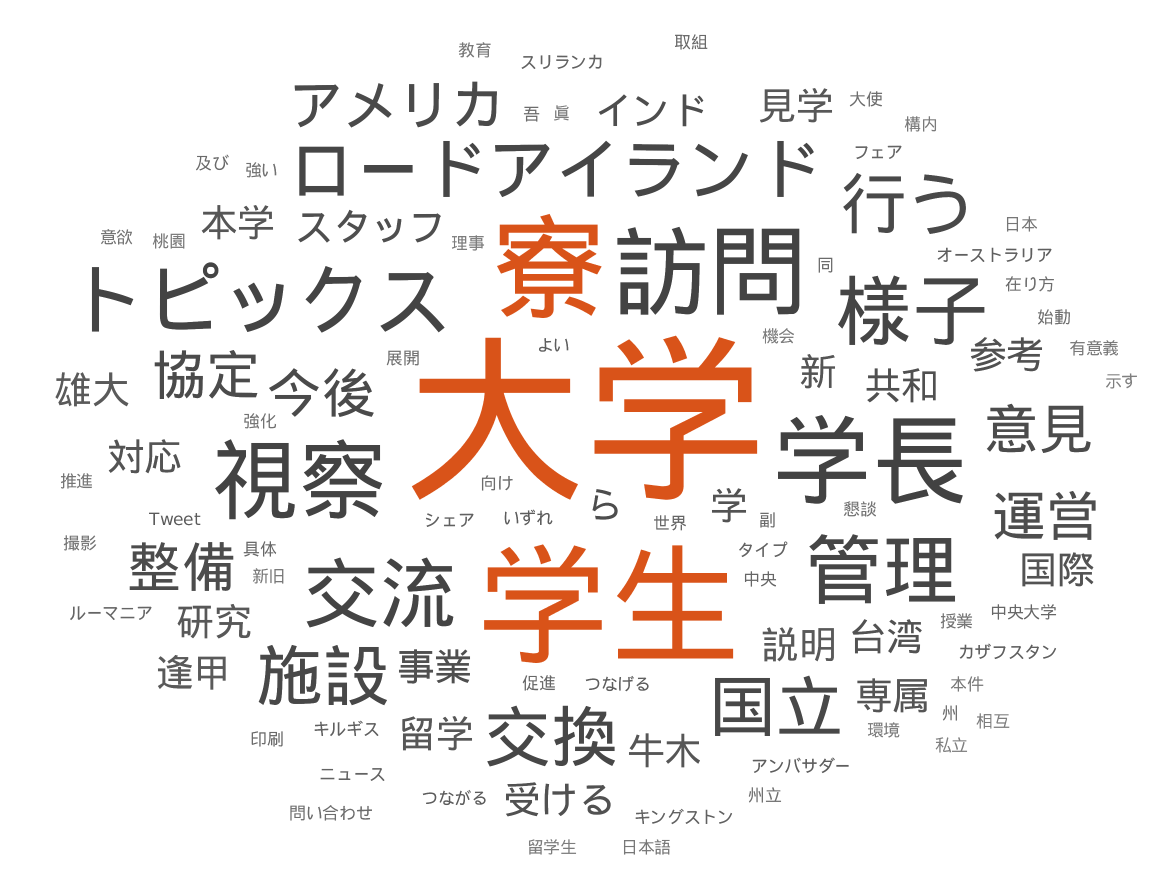 取組
教育
スリランカ
アメリカ
吾
眞
インド
見学
大使
構内
ロードアイランド
フェア
及び
強い
行う
本学
スタッフ
寮
訪問
日本
意欲
桃園
理事
オーストラリア
同
トピックス
様子
在り方
始動
よい
機会
大学
展開
協定
今後
新
共和
参考
有意義
示す
雄大
強化
学長
意見
対応
視察
推進
向け
ら
学
副
懇談
運営
Tweet
シェア
いずれ
世界
撮影
整備
具体
新旧
交流
学生
タイプ
中央
管理
国際
ルーマニア
研究
授業
中央大学
説明
台湾
カザフスタン
逢甲
施設
事業
促進
つなげる
国立
専属
本件
州
相互
印刷
キルギス
留学
交換
牛木
環境
私立
ニュース
アンバサダー
問い合わせ
つながる
受ける
キングストン
州立
留学生
日本語